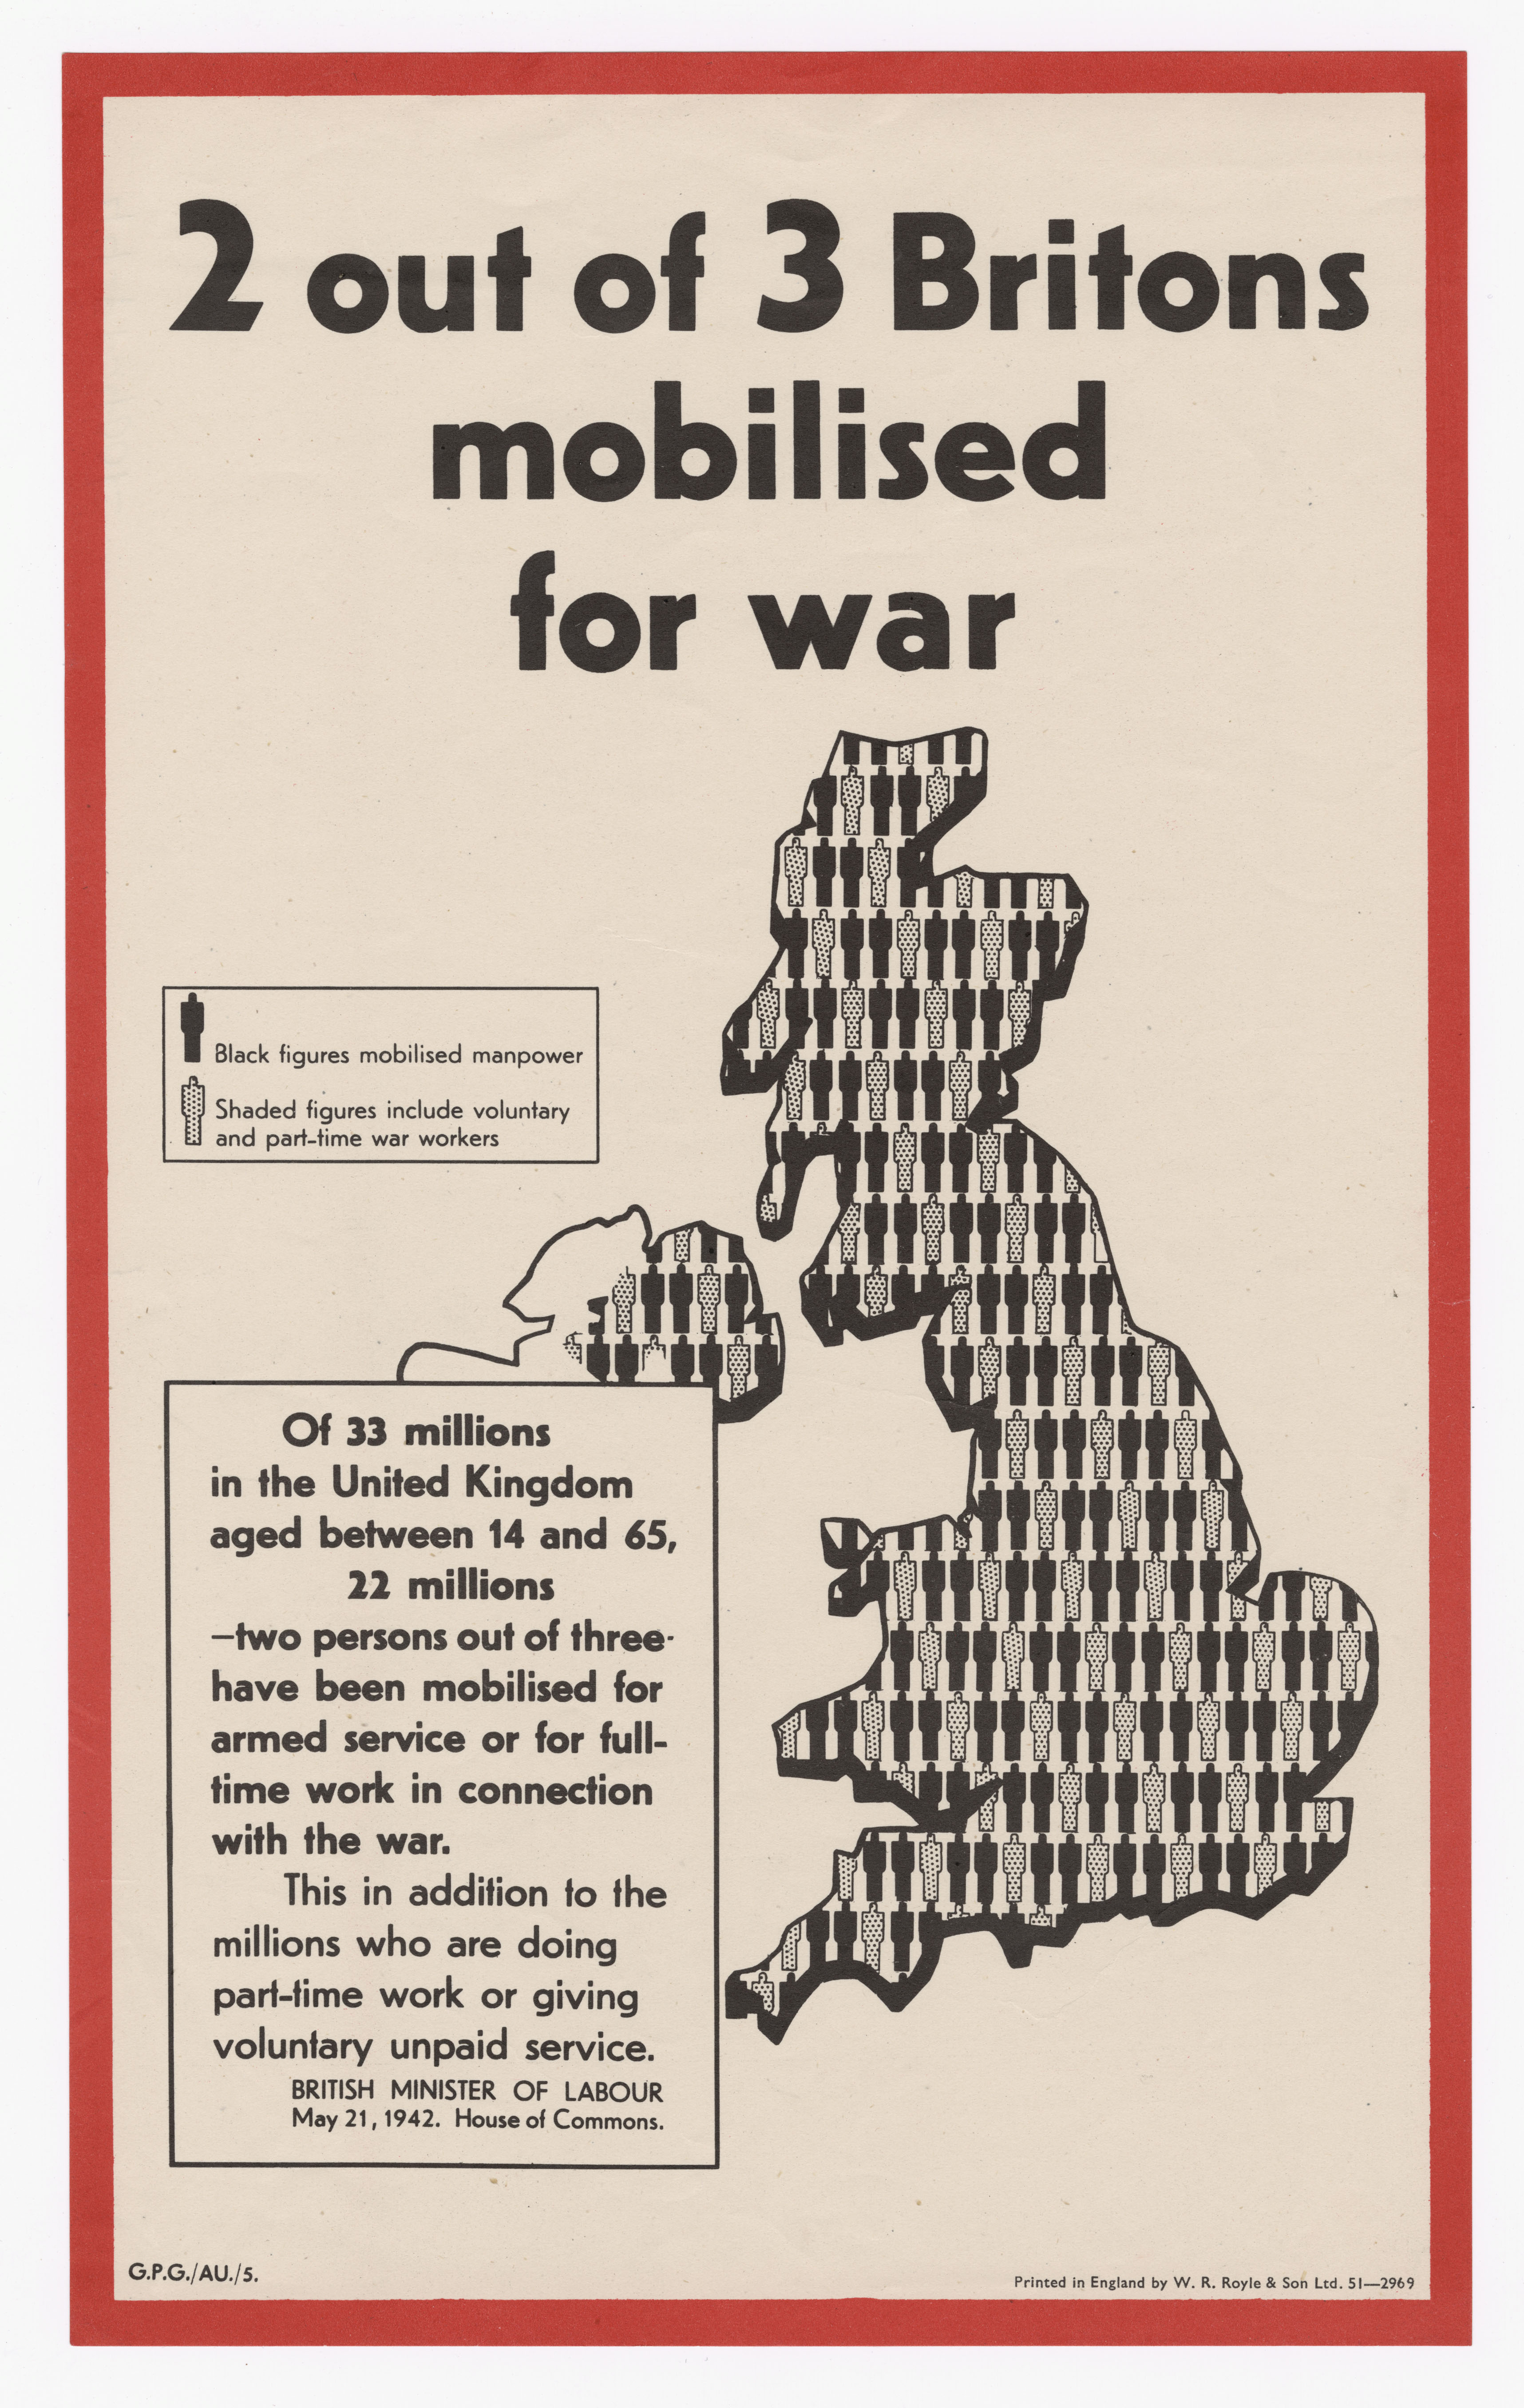 2 out of 3 Britons
mobilised
for war
Black figures mobilised manpower
Shaded figures include voluntary
and part-time war workers
Of 33 millions
in the United Kingdom
aged between 14 and 65,
22 millions
—two persons out of three-
have been mobilised for
armed service or for full-
time work in connection
with the war.
This in addition to the
millions who are doing
part-time work or giving
voluntary unpaid service.
BRITISH MINISTER OF LABOUR
May 21, 1942. House of Commons.
G.P.G./AU./5.
Printed in England by W. R. Royle & Son Ltd. 51—2969